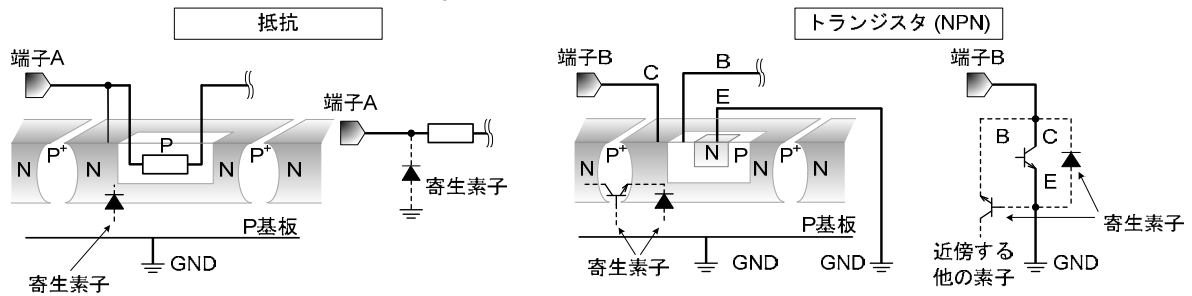 抵抗
端子A
N
P+
N
P
P+
N
P基板
寄生素子
GND
端子A
寄生素子
トランジスタ (NPN)
端子B
C
B
E
N
P+
N
N
P
P+
N
P基板
寄生素子
GND
GND
端子B
B
C
E
寄生素子
近傍する
他の素子
GND